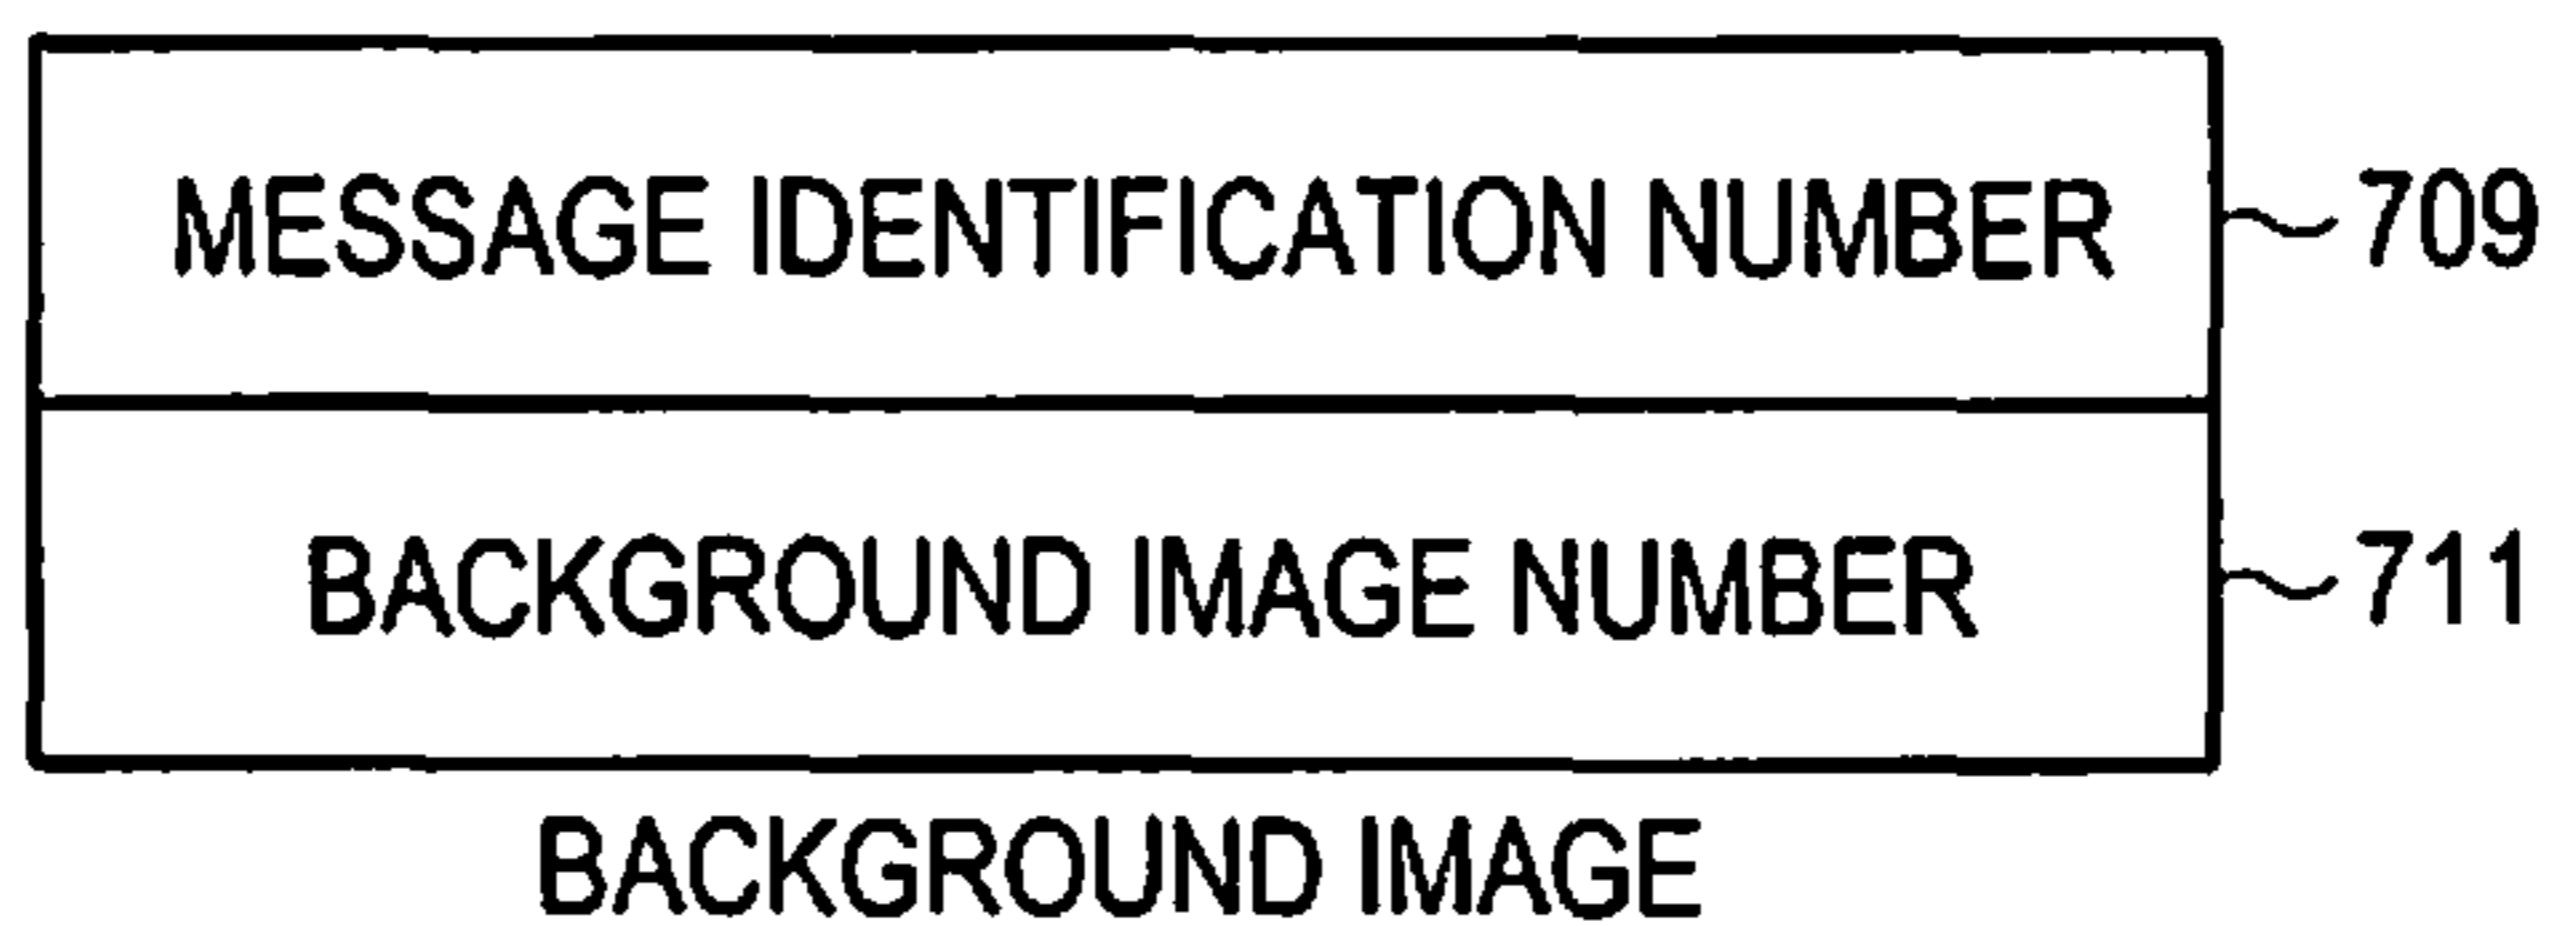 MESSAGE IDENTIFICATION NUMBER 709
BACKGROUND IMAGE NUMBER 711
BACKGROUND IMAGE